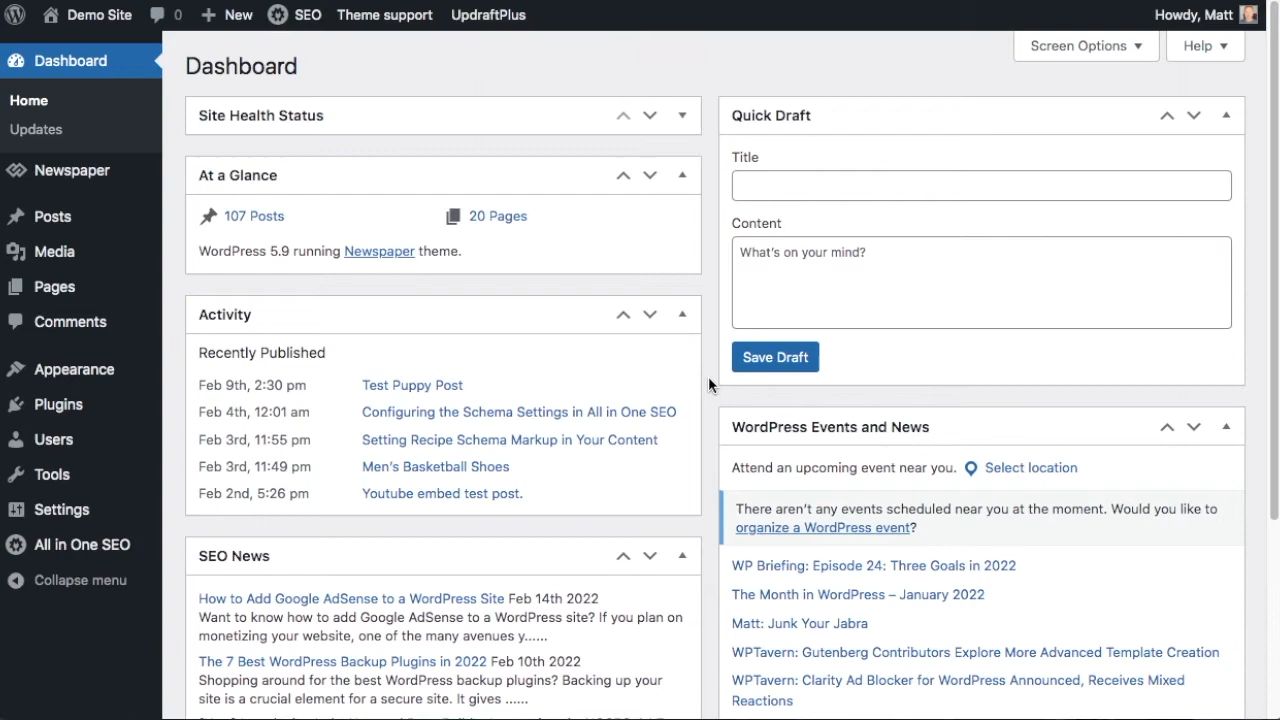 Demo Site 0 New SEO Theme support UpdraftPlus Howdy, Matt
Dashboard
Home
Updates
Newspaper
Posts
Media
Pages
Comments
Appearance
Plugins
Users
Tools
Settings
All in One SEO
Collapse menu
Screen Options Help
Dashboard
Site Health Status
At a Glance
107 Posts 20 Pages
WordPress 5.9 running Newspaper theme.
Activity
Recently Published
Feb 9th, 2:30 pm Test Puppy Post
Feb 4th, 12:01 am Configuring the Schema Settings in All in One SEO
Feb 3rd, 11:55 pm Setting Recipe Schema Markup in Your Content
Feb 3rd, 11:49 pm Men's Basketball Shoes
Feb 2nd, 5:26 pm Youtube embed test post.
SEO News
How to Add Google AdSense to a WordPress Site Feb 14th 2022
Want to know how to add Google AdSense to a WordPress site? If you plan on
monetizing your website, one of the many avenues y......
The 7 Best WordPress Backup Plugins in 2022 Feb 10th 2022
Shopping around for the best WordPress backup plugins? Backing up your
site is a crucial element for a secure site. It gives ......
Quick Draft
Title
Content
What's on your mind?
Save Draft
WordPress Events and News
Attend an upcoming event near you. Select location
There aren't any events scheduled near you at the moment. Would you like to
organize a WordPress event?
WP Briefing: Episode 24: Three Goals in 2022
The Month in WordPress – January 2022
Matt: Junk Your Jabra
WPTavern: Gutenberg Contributors Explore More Advanced Template Creation
WPTavern: Clarity Ad Blocker for WordPress Announced, Receives Mixed
Reactions